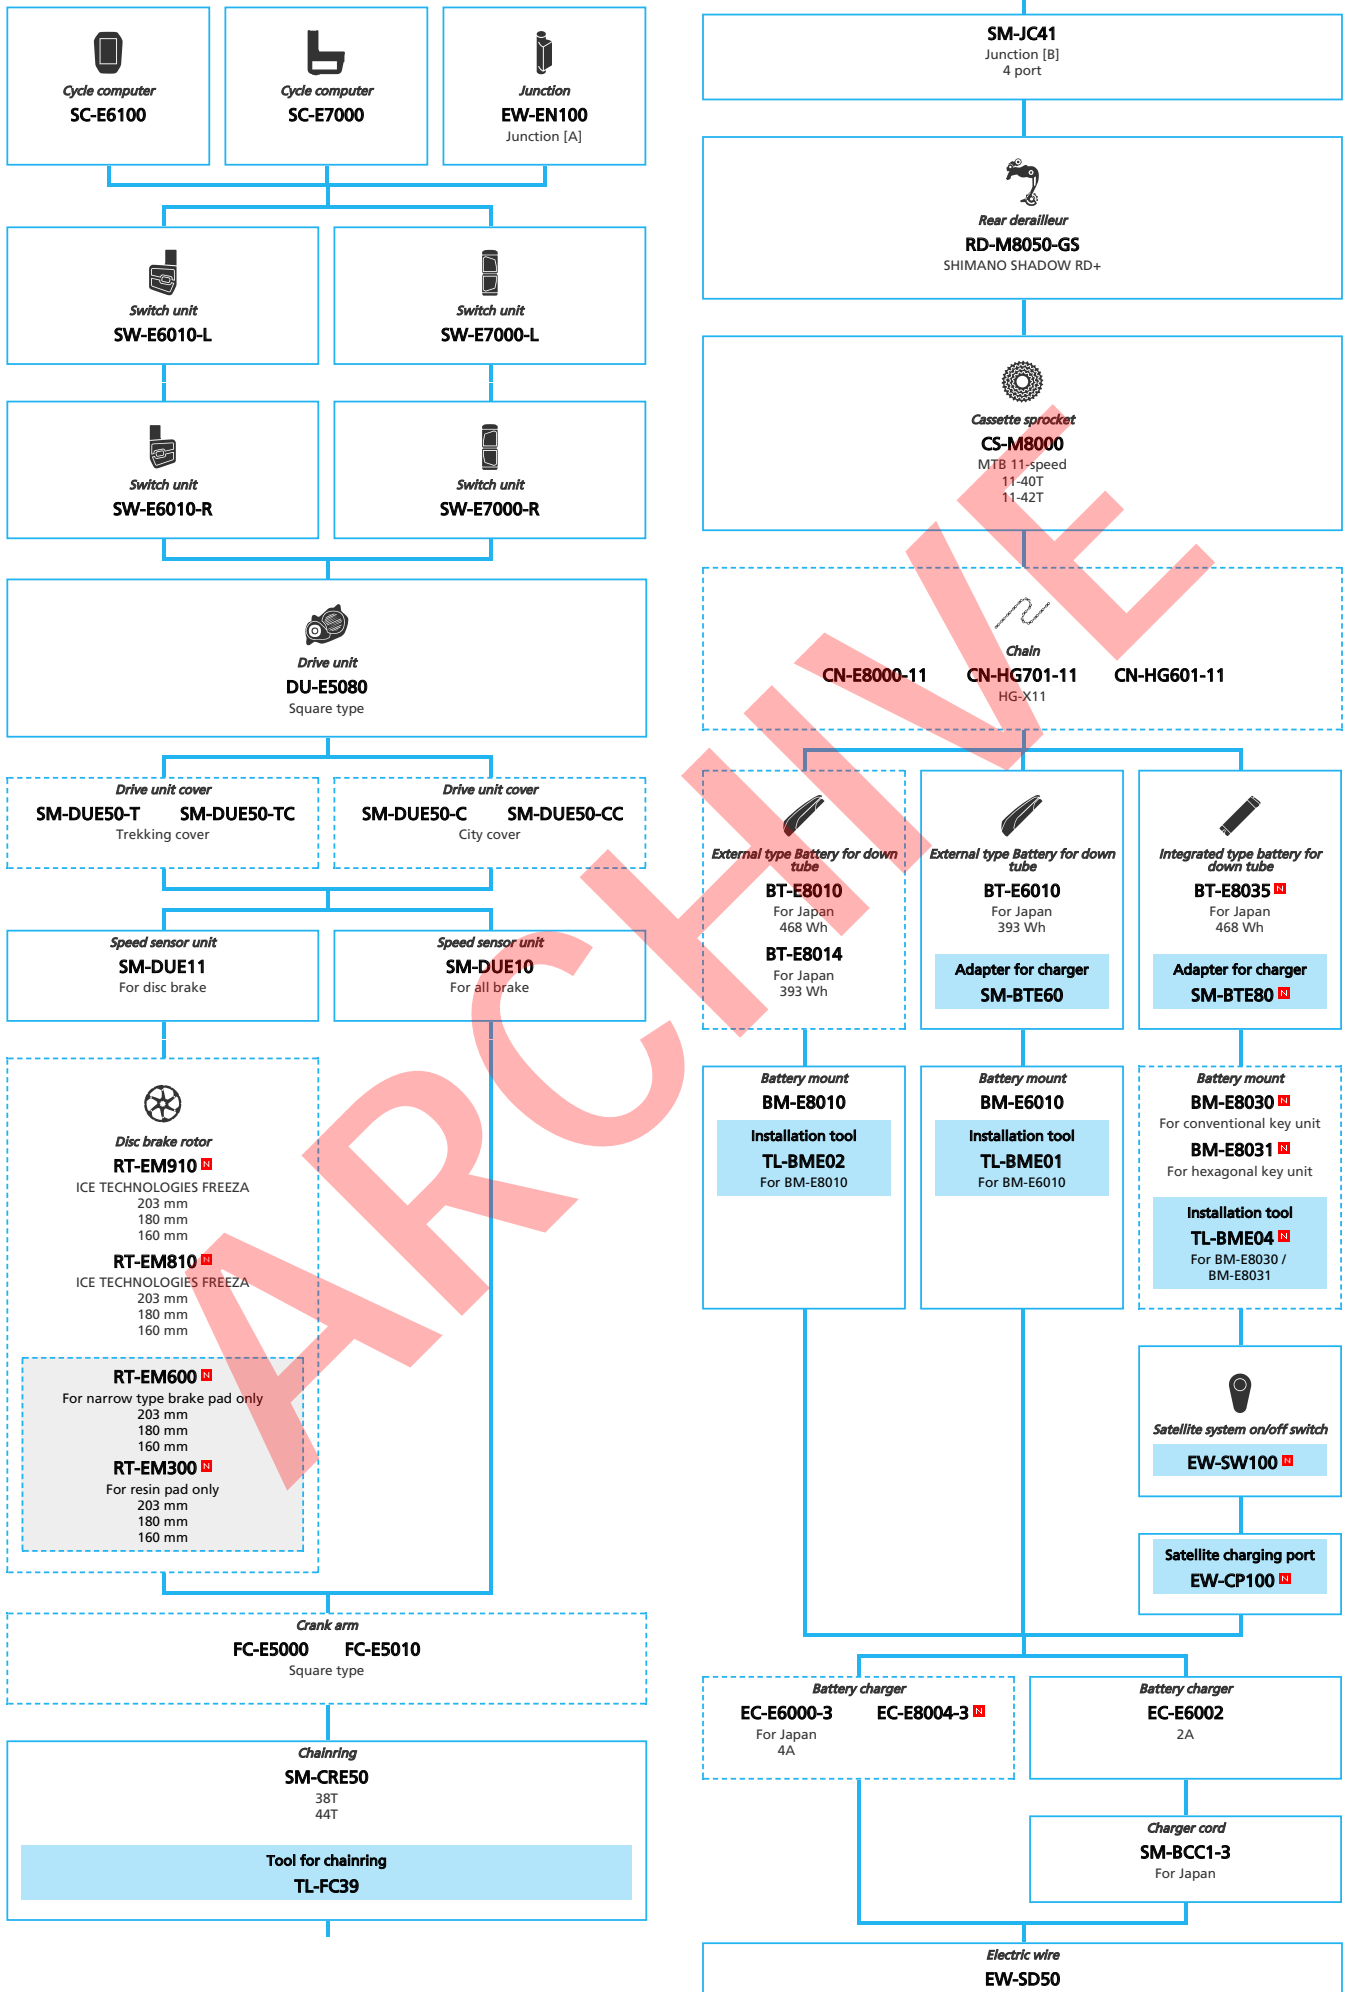 Cycle computer
SC-E6100
Cycle computer
SC-E7000
Junction
EW-EN100
Junction [A]
Switch unit
SW-E6010-L
Switch unit
SW-E7000-L
Switch unit
SW-E6010-R
Switch unit
SW-E7000-R
Drive unit
DU-E5080
Square type
Drive unit cover
SM-DUE50-T SM-DUE50-TC
Trekking cover
Drive unit cover
SM-DUE50-C SM-DUE50-CC
City cover
Speed sensor unit
SM-DUE11
For disc brake
Speed sensor unit
SM-DUE10
For all brake
Disc brake rotor
RT-EM910 N
ICE TECHNOLOGIES FREEZA
203 mm
180 mm
160 mm
RT-EM810 N
ICE TECHNOLOGIES FREEZA
203 mm
180 mm
160 mm
RT-EM600 N
For narrow type brake pad only
203 mm
180 mm
160 mm
RT-EM300 N
For resin pad only
203 mm
180 mm
160 mm
Crank arm
FC-E5000 FC-E5010
Square type
Chainring
SM-CRE50
38T
44T
Tool for chainring
TL-FC39
SM-JC41
Junction [B]
4 port
Rear derailleur
RD-M8050-GS
SHIMANO SHADOW RD+
Cassette sprocket
CS-M8000
MTB 11-speed
11-40T
11-42T
Chain
CN-E8000-11 CN-HG701-11 CN-HG601-11
HG-X11
External type Battery for down
tube
BT-E8010
For Japan
468 Wh
BT-E8014
For Japan
393 Wh
External type Battery for down
tube
BT-E6010
For Japan
393 Wh
Adapter for charger
SM-BTE60
Integrated type battery for
down tube
BT-E8035 N
For Japan
468 Wh
Adapter for charger
SM-BTE80 N
Battery mount
BM-E8010
Installation tool
TL-BME02
For BM-E8010
Battery mount
BM-E6010
Installation tool
TL-BME01
For BM-E6010
Battery mount
BM-E8030 N
For conventional key unit
BM-E8031 N
For hexagonal key unit
Installation tool
TL-BME04 N
For BM-E8030 /
BM-E8031
Satellite system on/off switch
EW-SW100 N
Satellite charging port
EW-CP100 N
Battery charger
EC-E6000-3 EC-E8004-3 N
For Japan
4A
Battery charger
EC-E6002
2A
Charger cord
SM-BCC1-3
For Japan
Electric wire
EW-SD50
ARCHIVE